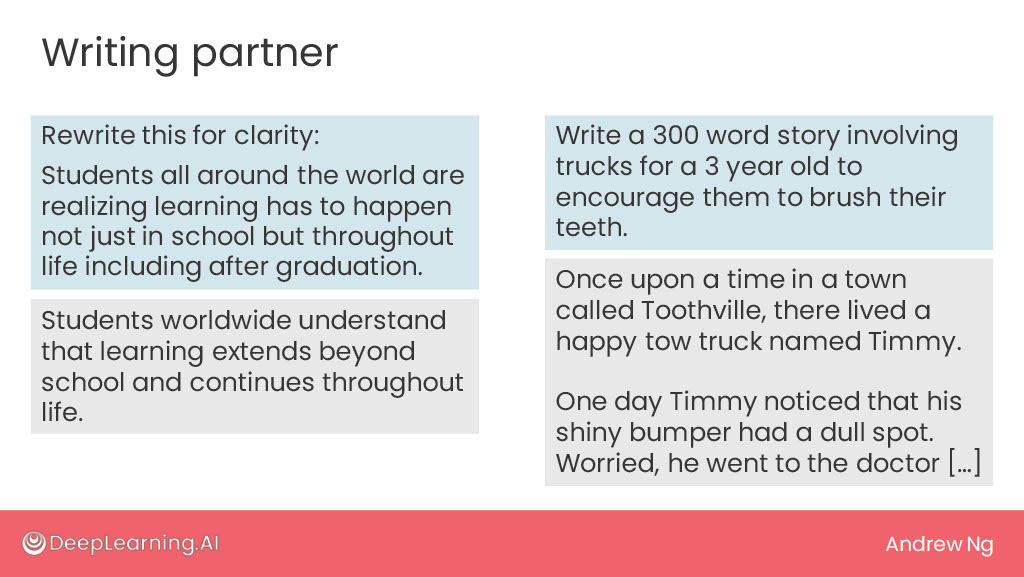 Writing partner
Rewrite this for clarity:
Students all around the world are
realizing learning has to happen
not just in school but throughout
life including after graduation.
Students worldwide understand
that learning extends beyond
school and continues throughout
life.
Write a 300 word story involving
trucks for a 3 year old to
encourage them to brush their
teeth.
Once upon a time in a town
called Toothville, there lived a
happy tow truck named Timmy.
One day Timmy noticed that his
shiny bumper had a dull spot.
Worried, he went to the doctor [...]
DeepLearning.AI
Andrew Ng